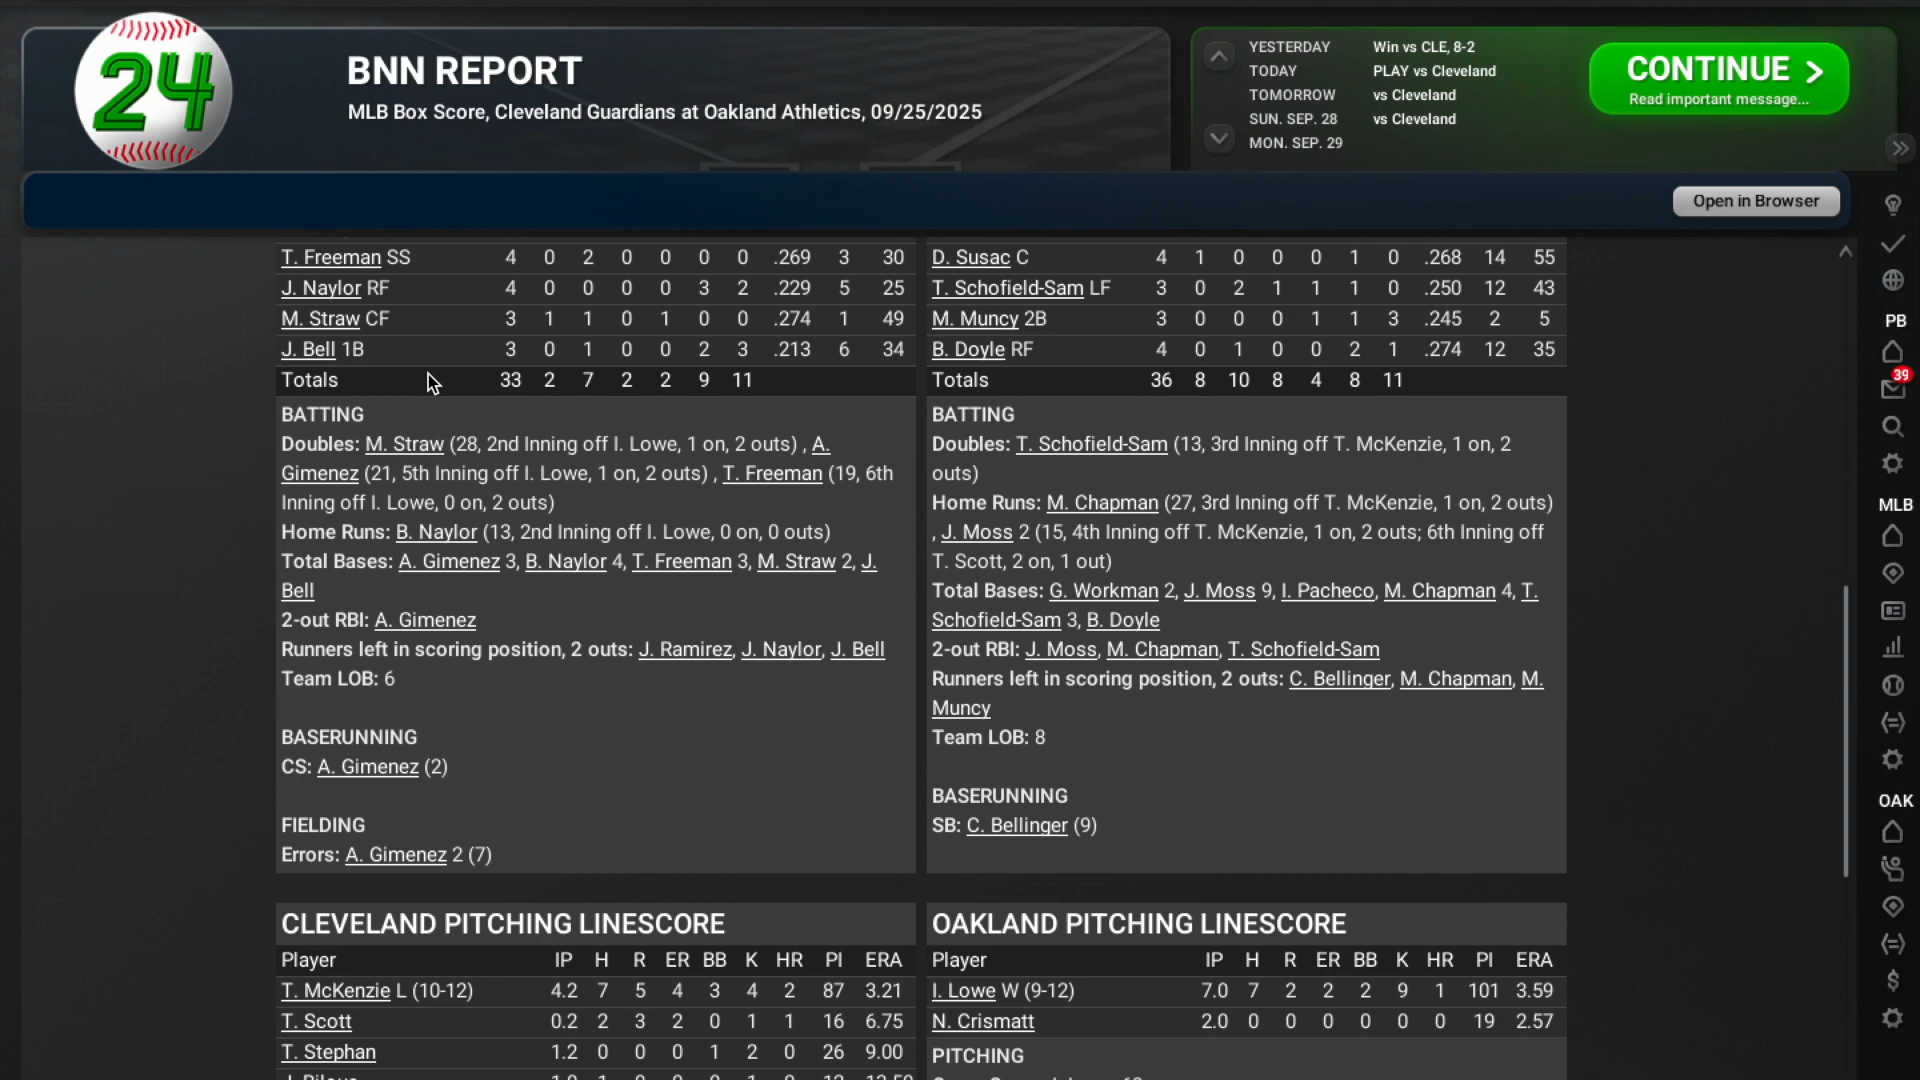 24
BNN REPORT
MLB Box Score, Cleveland Guardians at Oakland Athletics, 09/25/2025
YESTERDAY Win vs CLE, 8-2
TODAY PLAY vs Cleveland
TOMORROW vs Cleveland
SUN. SEP. 28 vs Cleveland
MON. SEP. 29
CONTINUE
Read important message...
Open in Browser
T. Freeman SS 4 0 2 0 0 0 0 .269 3 30
J. Naylor RF 4 0 0 0 0 3 2 .229 5 25
M. Straw CF 3 1 1 0 1 0 0 .274 1 49
J. Bell 1B 3 0 1 0 0 2 3 .213 6 34
Totals 33 2 7 2 2 9 11
BATTING
Doubles: M. Straw (28, 2nd Inning off I. Lowe, 1 on, 2 outs) , A.
Gimenez (21, 5th Inning off I. Lowe, 1 on, 2 outs) , T. Freeman (19, 6th
Inning off I. Lowe, 0 on, 2 outs)
Home Runs: B. Naylor (13, 2nd Inning off I. Lowe, 0 on, 0 outs)
Total Bases: A. Gimenez 3, B. Naylor 4, T. Freeman 3, M. Straw 2, J.
Bell
2-out RBI: A. Gimenez
Runners left in scoring position, 2 outs: J. Ramirez, J. Naylor, J. Bell
Team LOB: 6
BASERUNNING
CS: A. Gimenez (2)
FIELDING
Errors: A. Gimenez 2 (7)
D. Susac C 4 1 0 0 0 1 0 .268 14 55
T. Schofield-Sam LF 3 0 2 1 1 1 0 .250 12 43
M. Muncy 2B 3 0 0 0 1 1 3 .245 2 5
B. Doyle RF 4 0 1 0 0 2 1 .274 12 35
Totals 36 8 10 8 4 8 11
BATTING
Doubles: T. Schofield-Sam (13, 3rd Inning off T. McKenzie, 1 on, 2
outs)
Home Runs: M. Chapman (27, 3rd Inning off T. McKenzie, 1 on, 2 outs)
, J. Moss 2 (15, 4th Inning off T. McKenzie, 1 on, 2 outs; 6th Inning off
T. Scott, 2 on, 1 out)
Total Bases: G. Workman 2, J. Moss 9, I. Pacheco, M. Chapman 4, T.
Schofield-Sam 3, B. Doyle
2-out RBI: J. Moss, M. Chapman, T. Schofield-Sam
Runners left in scoring position, 2 outs: C. Bellinger, M. Chapman, M.
Muncy
Team LOB: 8
BASERUNNING
SB: C. Bellinger (9)
CLEVELAND PITCHING LINESCORE
Player IP H R ER BB K HR PI ERA
T. McKenzie L (10-12) 4.2 7 5 4 3 4 2 87 3.21
T. Scott 0.2 2 3 2 0 1 1 16 6.75
T. Stephan 1.2 0 0 0 1 2 0 26 9.00
OAKLAND PITCHING LINESCORE
Player IP H R ER BB K HR PI ERA
I. Lowe W (9-12) 7.0 7 2 2 2 9 1 101 3.59
N. Crismatt 2.0 0 0 0 0 0 0 19 2.57
PITCHING
PB
39
MLB
OAK